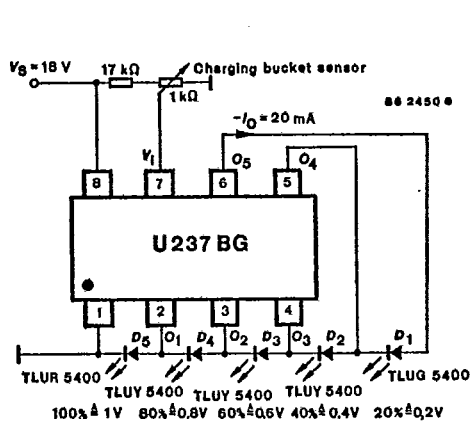 V_S = 18 V
17 kΩ
1 kΩ
Charging bucket sensor
86 2450 e
-I_O = 20 mA
V_I
O_5
O_4
8
7
6
5
U 237 BG
1
2
3
4
D_5
O_1
D_4
O_2
D_3
O_3
D_2
D_1
TLUR 5400
TLUY 5400
TLUY 5400
TLUY 5400
TLUG 5400
100% ≙ 1V
80% ≙ 0,8V
60% ≙ 0,6V
40% ≙ 0,4V
20% ≙ 0,2V